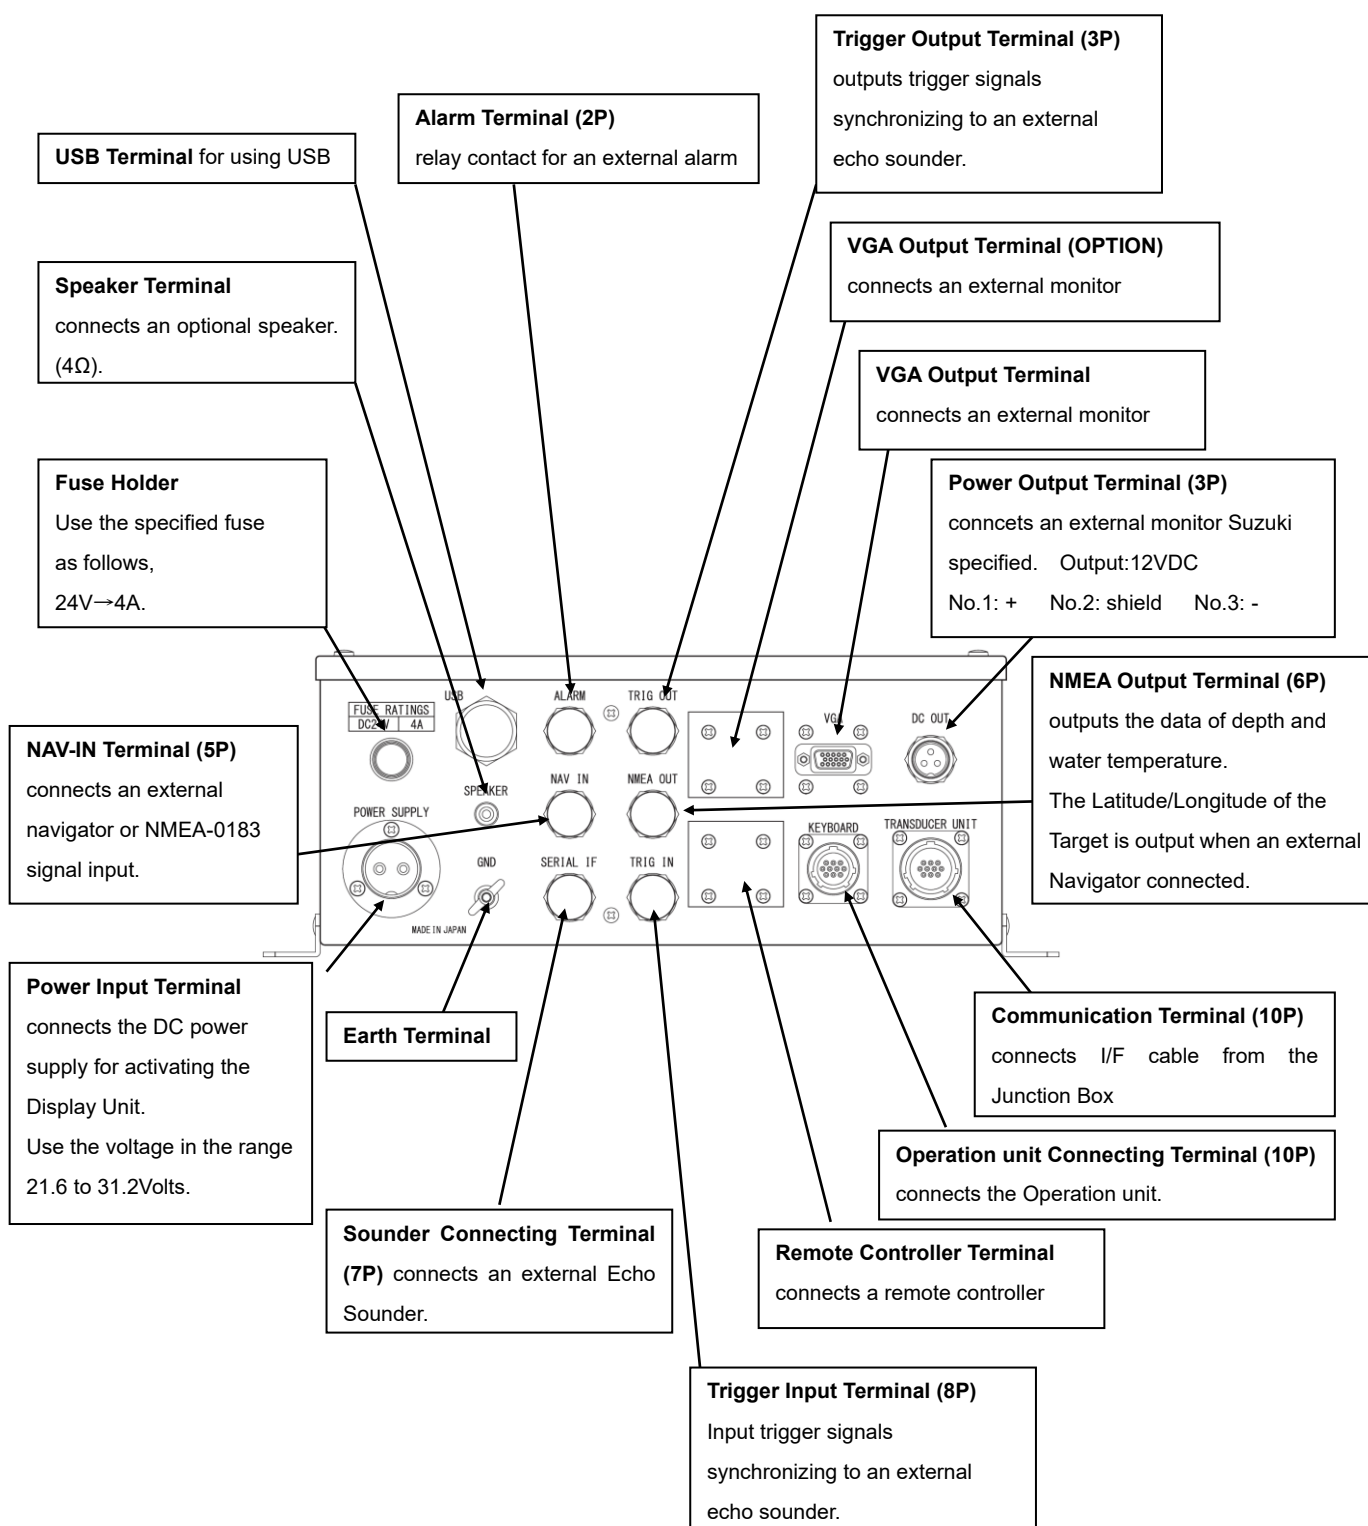 Trigger Output Terminal (3P)
outputs trigger signals
synchronizing to an external
echo sounder.
Alarm Terminal (2P)
relay contact for an external alarm
USB Terminal for using USB
VGA Output Terminal (OPTION)
connects an external monitor
Speaker Terminal
connects an optional speaker.
(4Ω).
VGA Output Terminal
connects an external monitor
Fuse Holder
Use the specified fuse
as follows,
24V→4A.
Power Output Terminal (3P)
conncets an external monitor Suzuki
specified. Output:12VDC
No.1: + No.2: shield No.3: -
NMEA Output Terminal (6P)
outputs the data of depth and
water temperature.
The Latitude/Longitude of the
Target is output when an external
Navigator connected.
NAV-IN Terminal (5P)
connects an external
navigator or NMEA-0183
signal input.
USB
ALARM
TRIG OUT
FUSE RATINGS
DC24V 4A
VGA
DC OUT
NAV IN
NMEA OUT
SPEAKER
POWER SUPPLY
KEYBOARD
TRANSDUCER UNIT
GND
SERIAL IF
TRIG IN
MADE IN JAPAN
Power Input Terminal
connects the DC power
supply for activating the
Display Unit.
Use the voltage in the range
21.6 to 31.2Volts.
Earth Terminal
Communication Terminal (10P)
connects I/F cable from the
Junction Box
Operation unit Connecting Terminal (10P)
connects the Operation unit.
Sounder Connecting Terminal
(7P) connects an external Echo
Sounder.
Remote Controller Terminal
connects a remote controller
Trigger Input Terminal (8P)
Input trigger signals
synchronizing to an external
echo sounder.